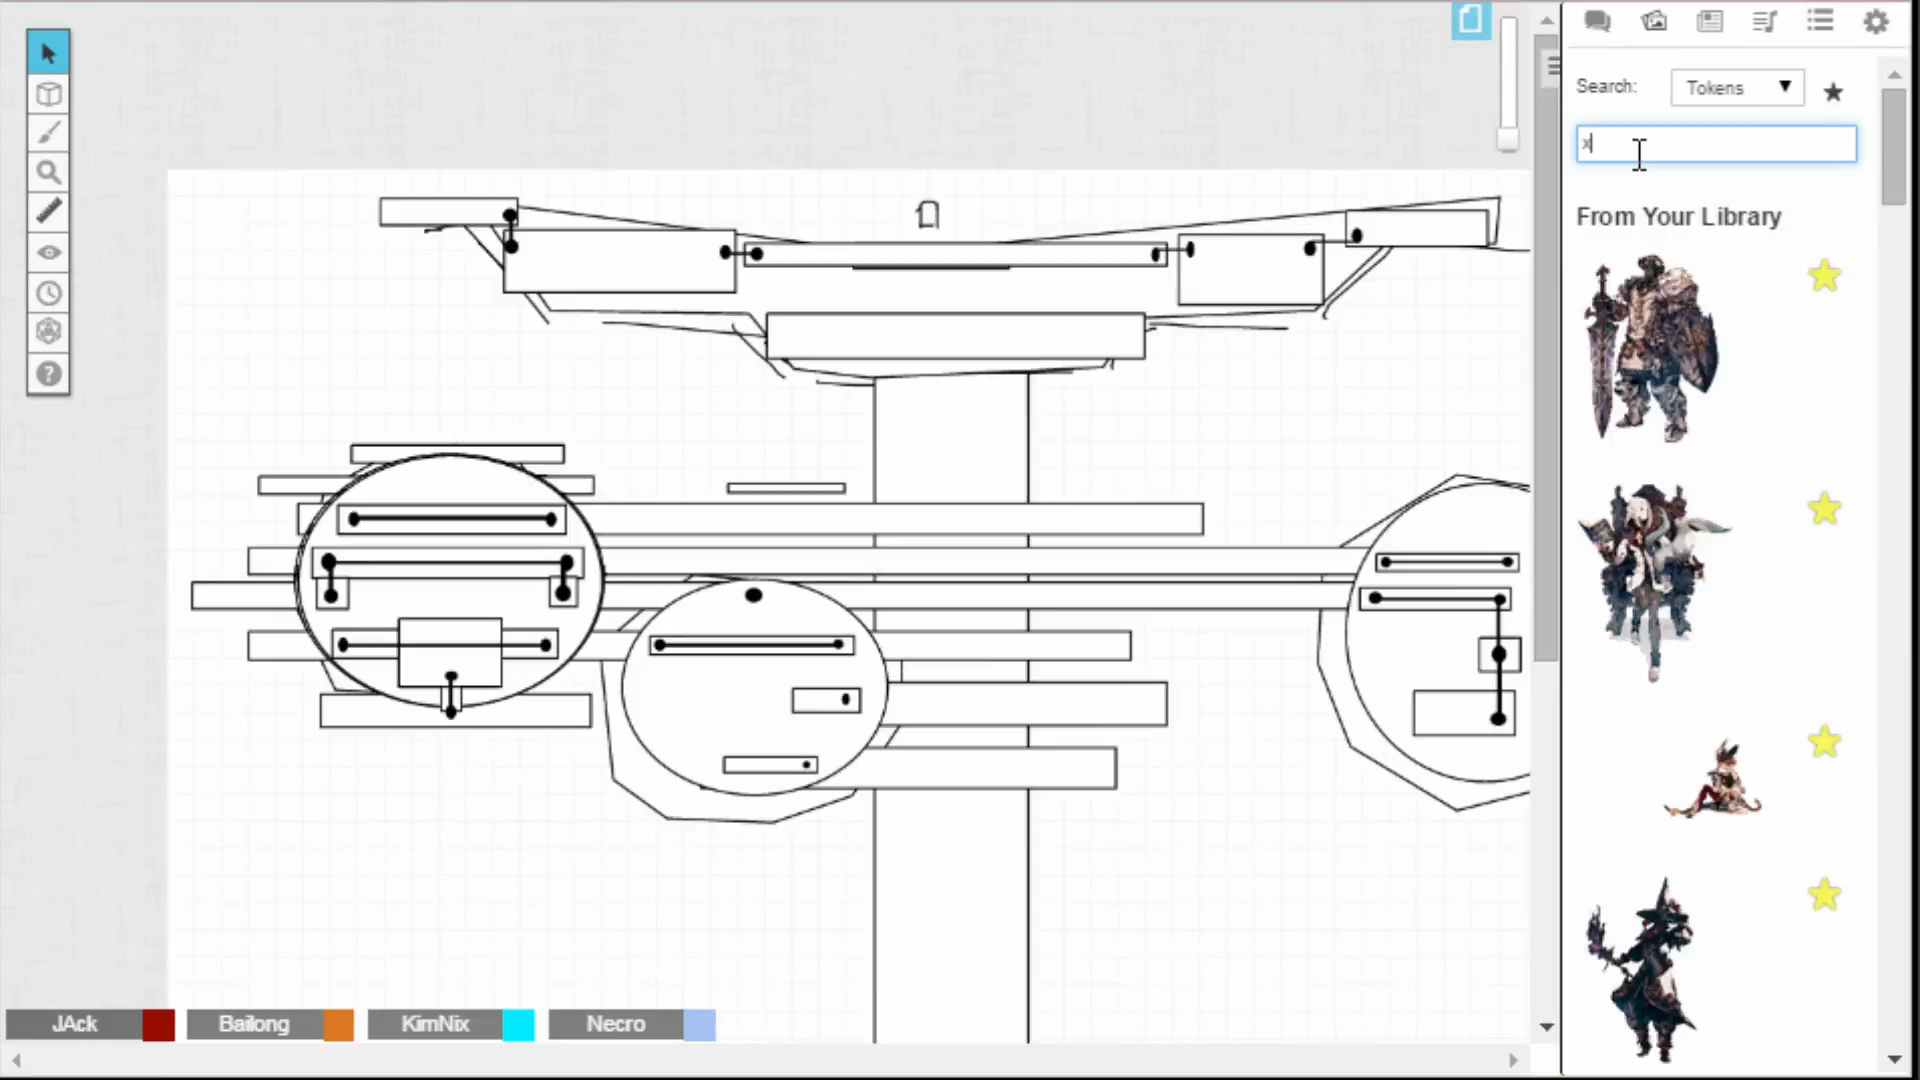 Search:
Tokens
x
From Your Library
JAck
Bailong
KimNix
Necro